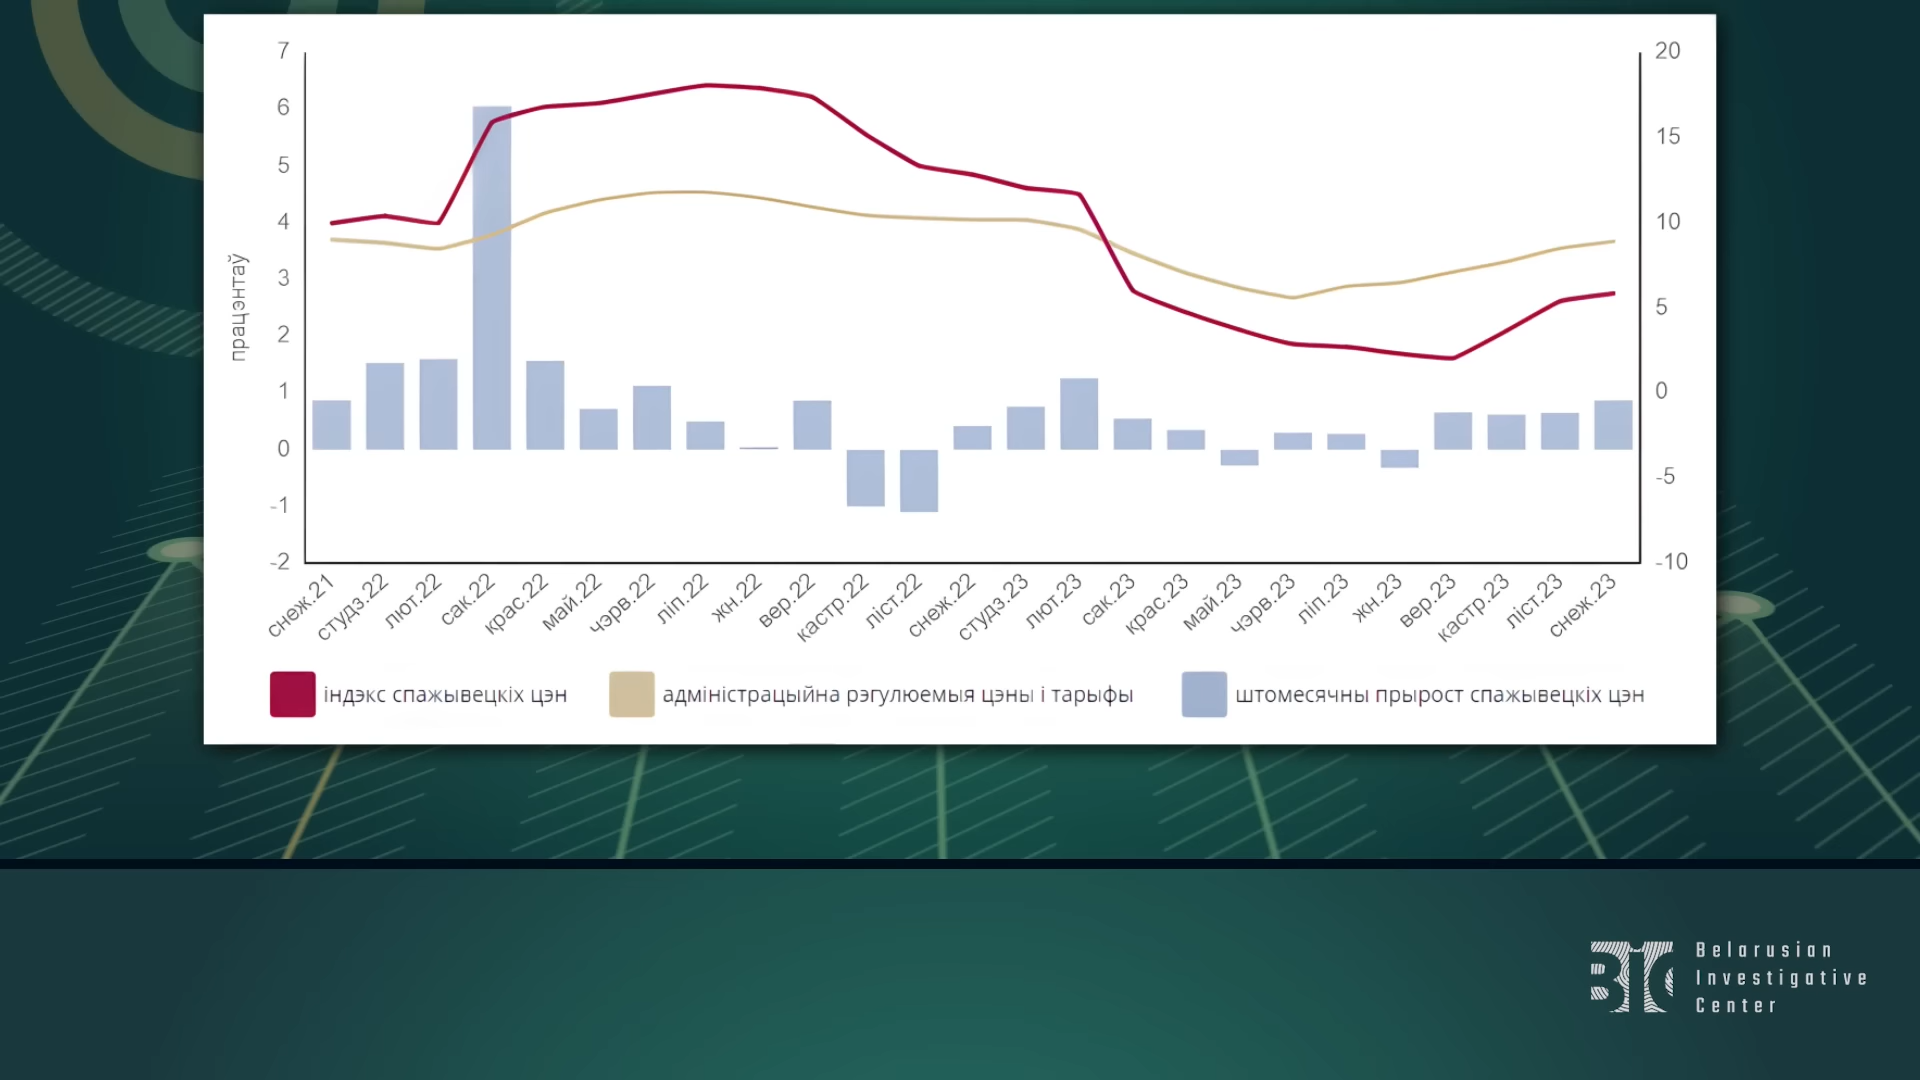 7
6
5
4
3
2
1
0
-1
-2
працэнтаў
20
15
10
5
0
-5
-10
снеж.21
студз.22
лют.22
сак.22
крас.22
май.22
чэрв.22
ліп.22
жн.22
вер.22
кастр.22
ліст.22
снеж.22
студз.23
лют.23
сак.23
крас.23
май.23
чэрв.23
ліп.23
жн.23
вер.23
кастр.23
ліст.23
снеж.23
індэкс спажывецкіх цэн
адміністрацыйна рэгулюемыя цэны і тарыфы
штомесячны прырост спажывецкіх цэн
BIC
Belarusian
Investigative
Center